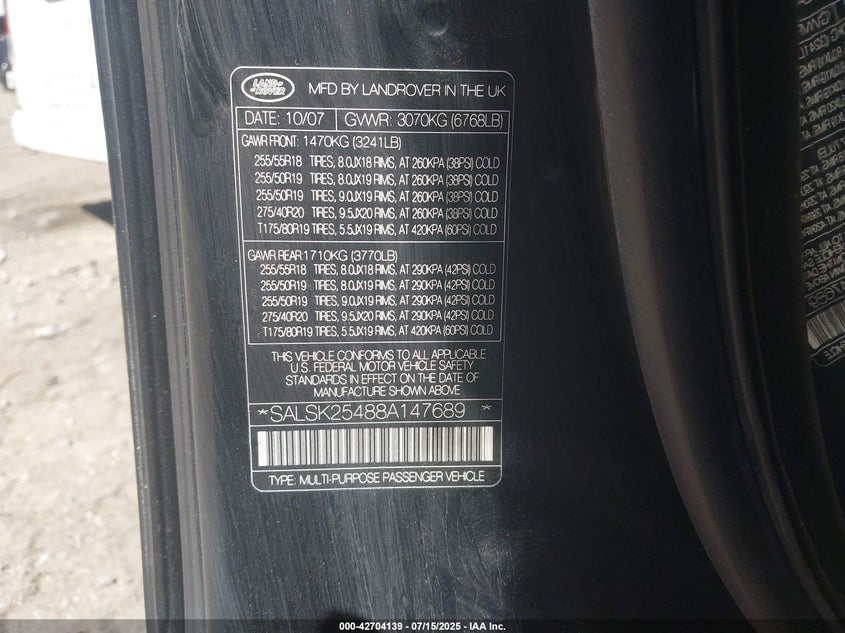 LAND-
ROVER
MFD BY LANDROVER IN THE UK
DATE: 10/07 GVWR: 3070KG (6768LB)
GAWR FRONT: 1470KG (3241LB)
255/55R18 TIRES, 8.0JX18 RIMS, AT 260KPA (38PSI) COLD
255/50R19 TIRES, 8.0JX19 RIMS, AT 260KPA (38PSI) COLD
255/50R19 TIRES, 9.0JX19 RIMS, AT 260KPA (38PSI) COLD
275/40R20 TIRES, 9.5JX20 RIMS, AT 260KPA (38PSI) COLD
T175/80R19 TIRES, 5.5JX19 RIMS, AT 420KPA (60PSI) COLD
GAWR REAR: 1710KG (3770LB)
255/55R18 TIRES, 8.0JX18 RIMS, AT 290KPA (42PSI) COLD
255/50R19 TIRES, 8.0JX19 RIMS, AT 290KPA (42PSI) COLD
255/50R19 TIRES, 9.0JX19 RIMS, AT 290KPA (42PSI) COLD
275/40R20 TIRES, 9.5JX20 RIMS, AT 290KPA (42PSI) COLD
T175/80R19 TIRES, 5.5JX19 RIMS, AT 420KPA (60PSI) COLD
THIS VEHICLE CONFORMS TO ALL APPLICABLE
U.S. FEDERAL MOTOR VEHICLE SAFETY
STANDARDS IN EFFECT ON THE DATE OF
MANUFACTURE SHOWN ABOVE
*SALSK25488A147689 *
TYPE: MULTI-PURPOSE PASSENGER VEHICLE
000-42704139 - 07/15/2025 - IAA Inc.